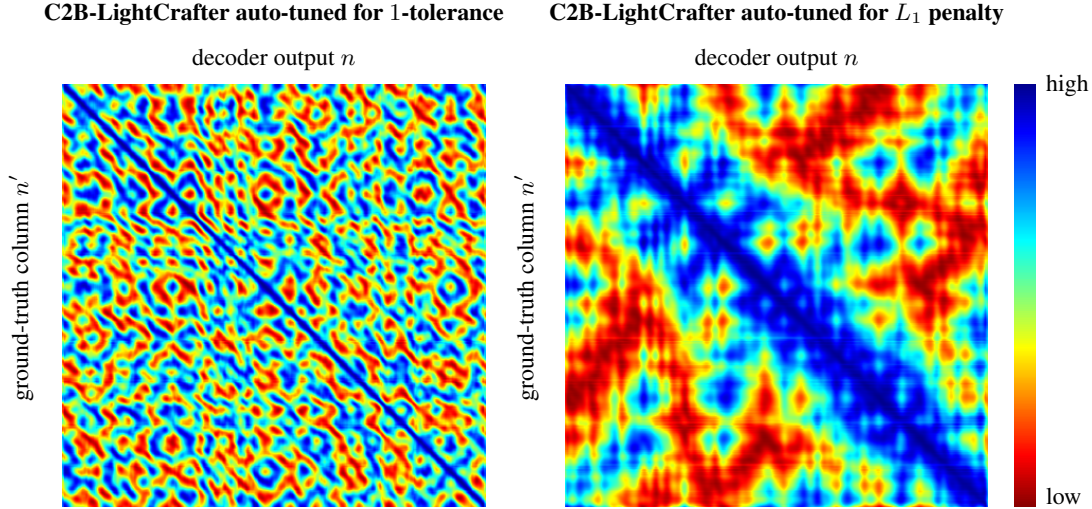 C2B-LightCrafter auto-tuned for 1-tolerance
decoder output n
ground-truth column n′
C2B-LightCrafter auto-tuned for L₁ penalty
decoder output n
ground-truth column n′
high
low